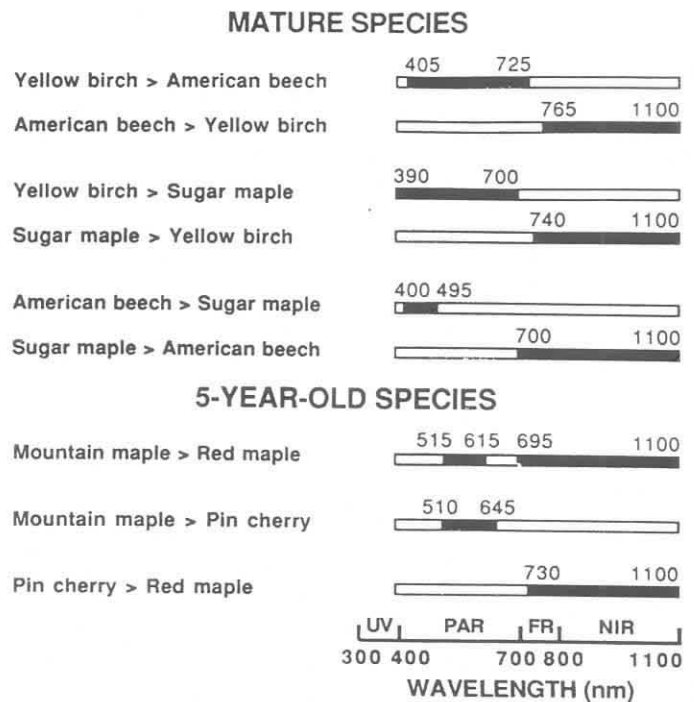 MATURE SPECIES
405 725
Yellow birch > American beech
765 1100
American beech > Yellow birch
390 700
Yellow birch > Sugar maple
740 1100
Sugar maple > Yellow birch
400 495
American beech > Sugar maple
700 1100
Sugar maple > American beech
5-YEAR-OLD SPECIES
515 615 695 1100
Mountain maple > Red maple
510 645
Mountain maple > Pin cherry
730 1100
Pin cherry > Red maple
UV PAR FR NIR
300 400 700 800 1100
WAVELENGTH (nm)